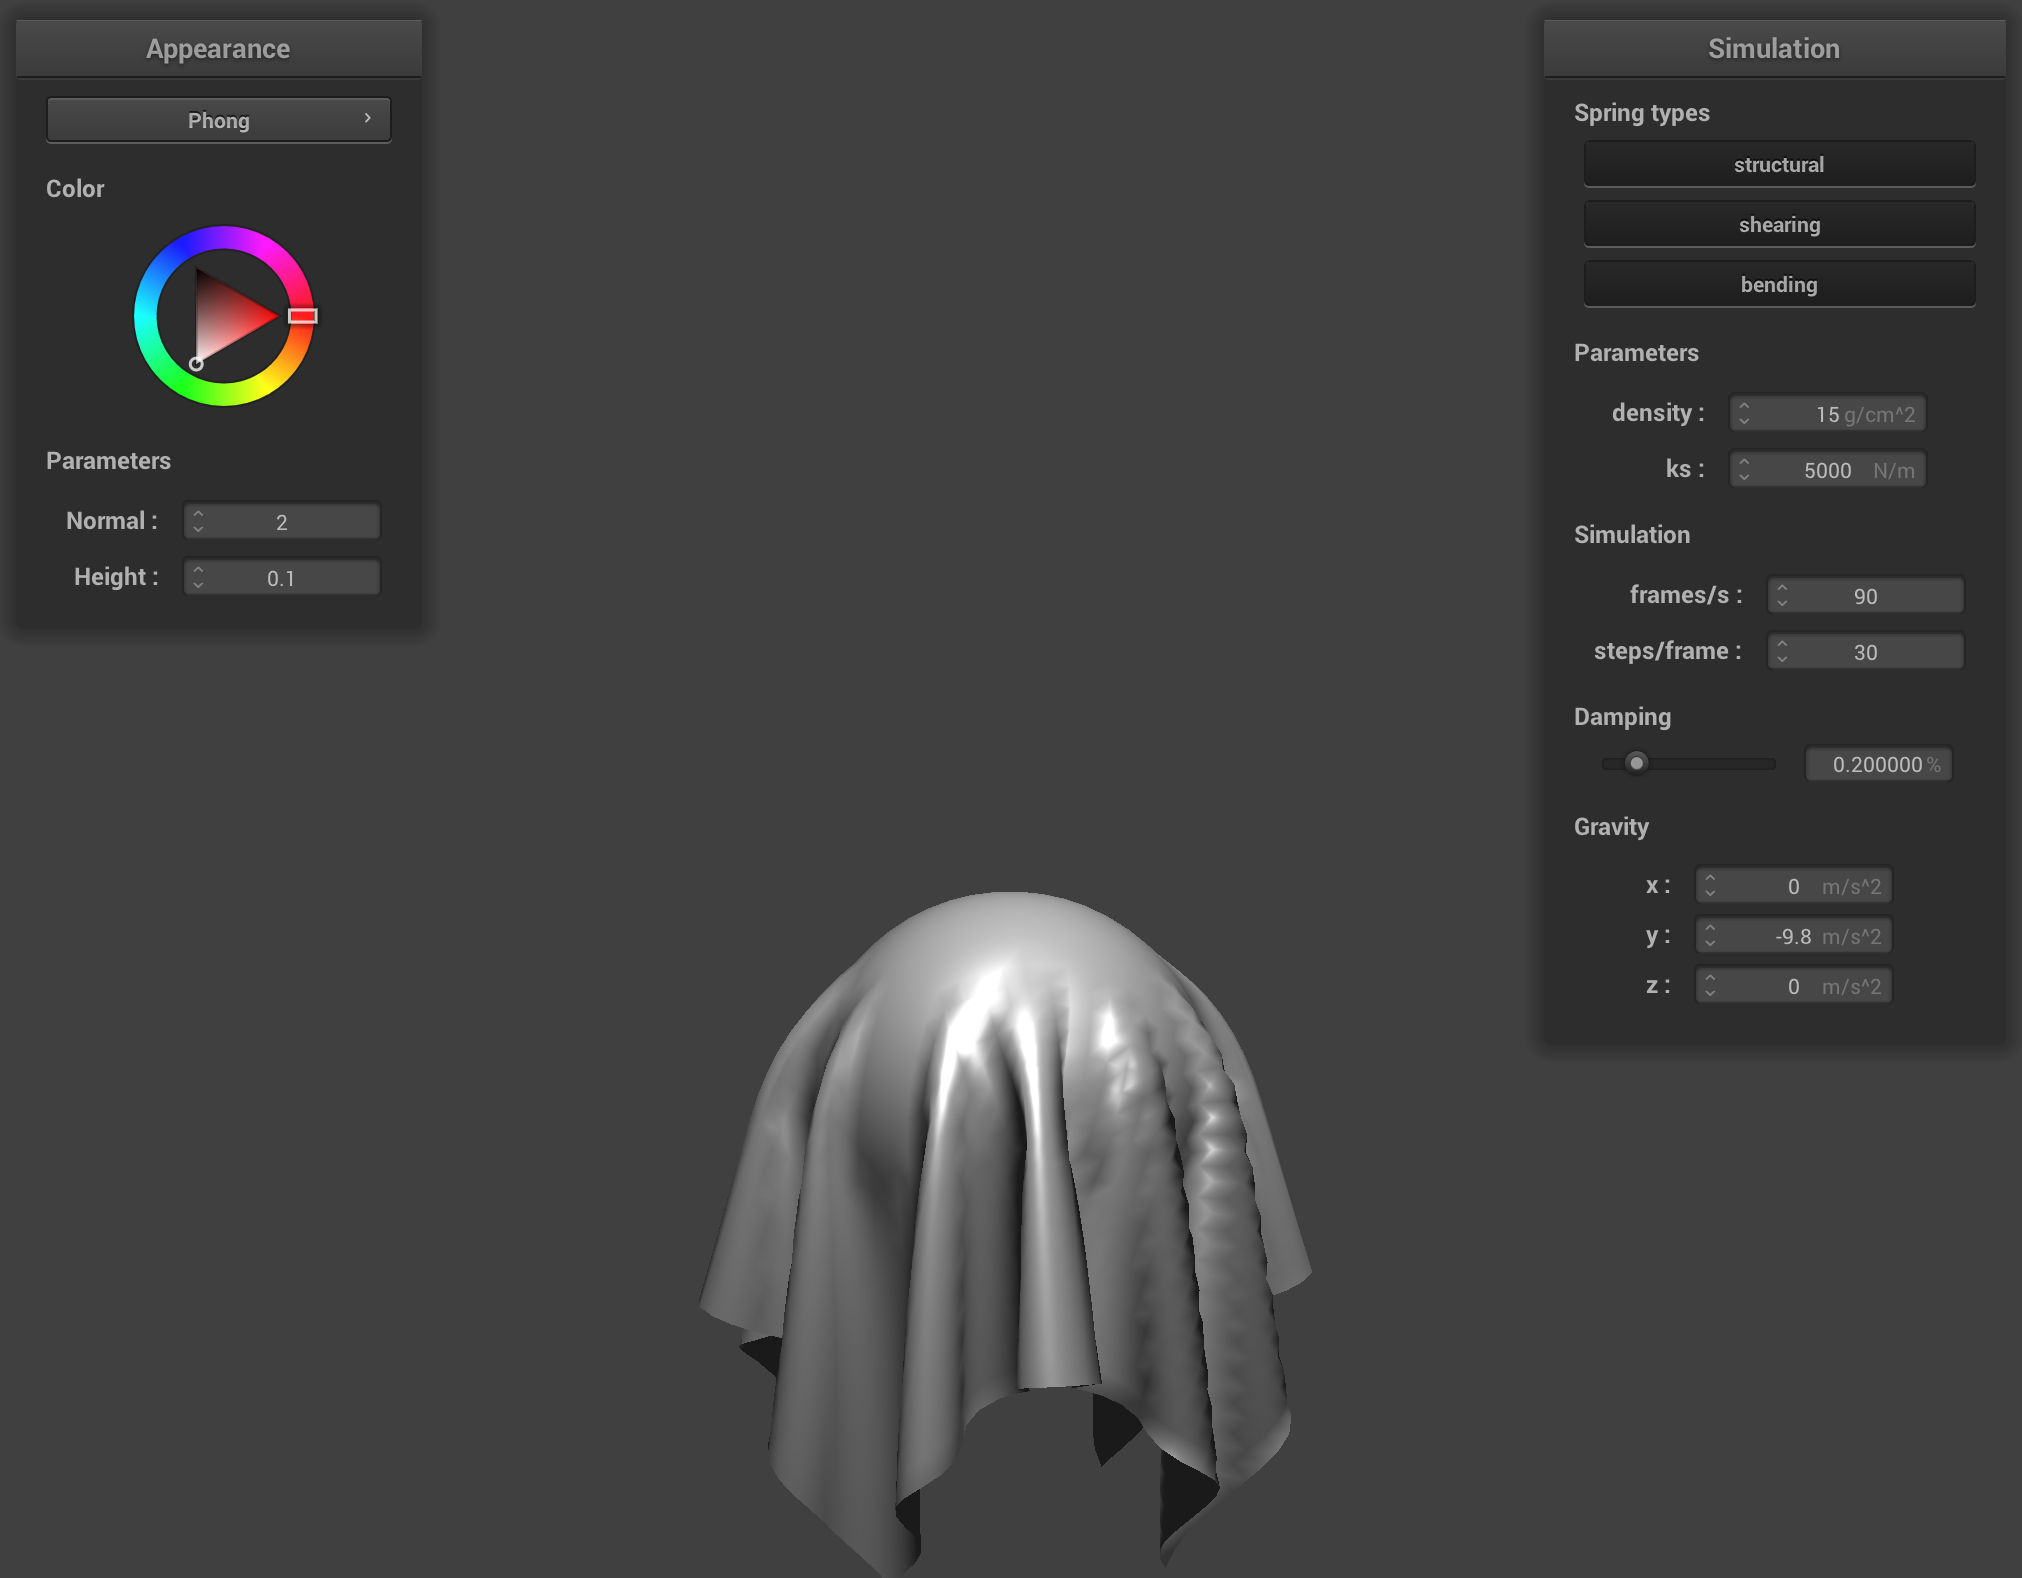 Appearance
Phong
Color
Parameters
Normal : 2
Height : 0.1
Simulation
Spring types
structural
shearing
bending
Parameters
density : 15 g/cm^2
ks : 5000 N/m
Simulation
frames/s : 90
steps/frame : 30
Damping
0.200000 %
Gravity
x : 0 m/s^2
y : -9.8 m/s^2
z : 0 m/s^2